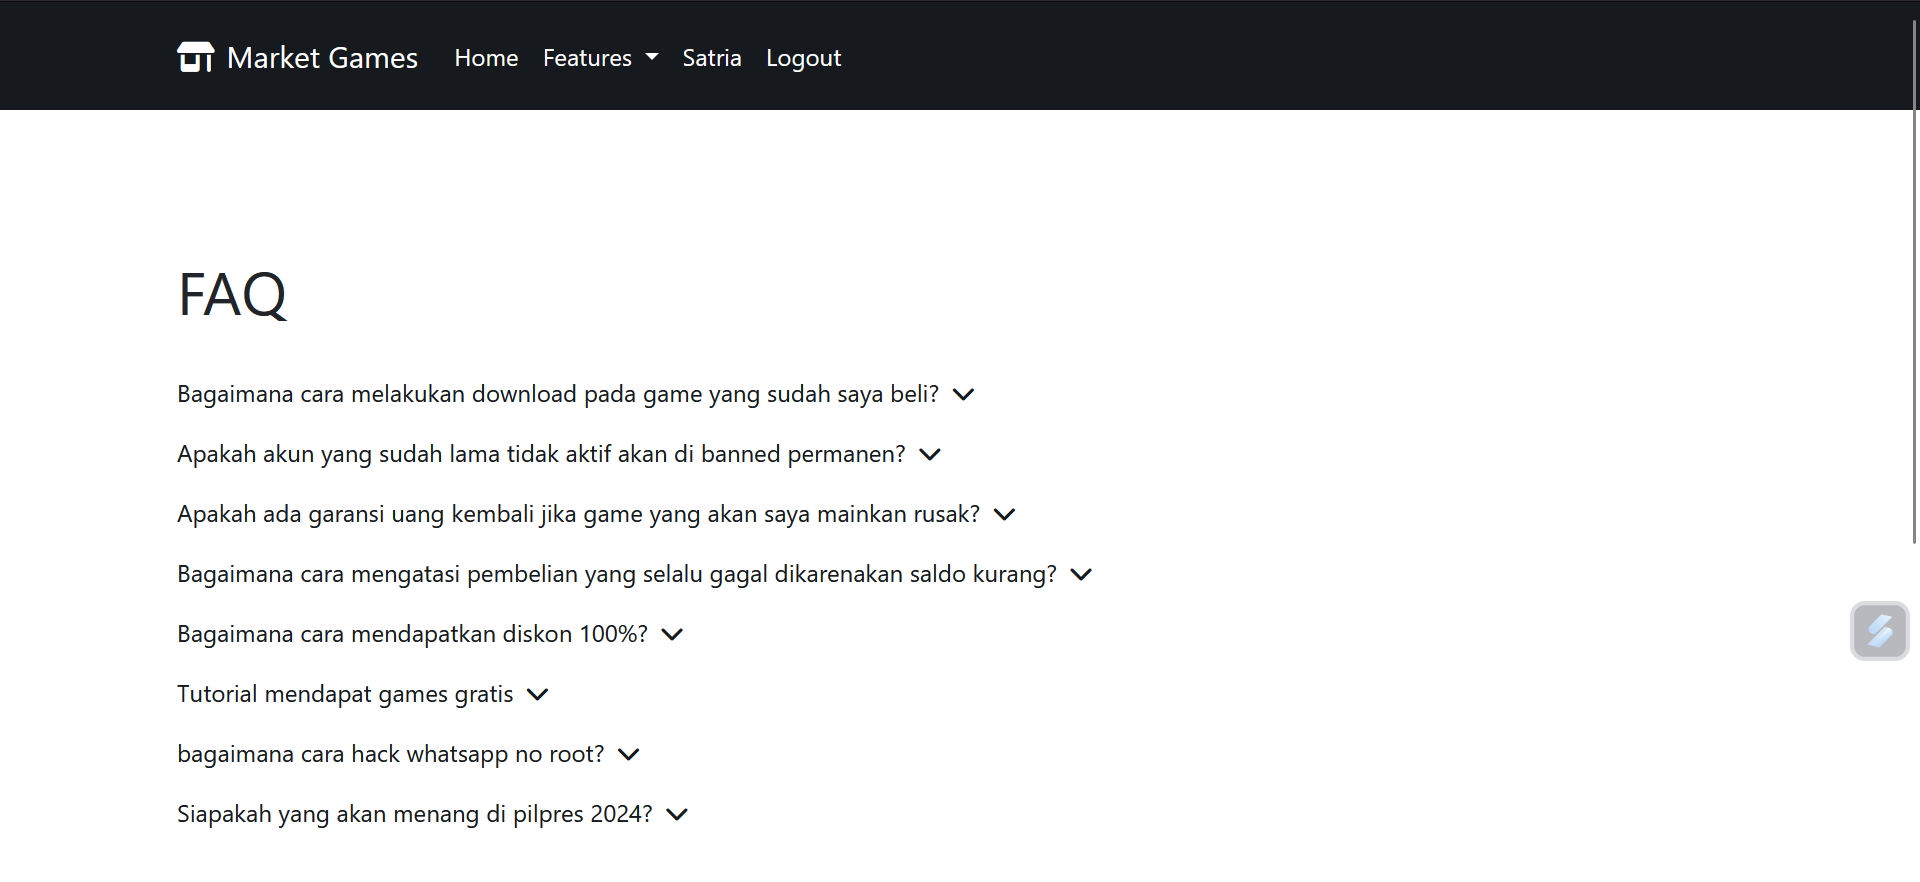 Market Games Home Features Satria Logout
FAQ
Bagaimana cara melakukan download pada game yang sudah saya beli?
Apakah akun yang sudah lama tidak aktif akan di banned permanen?
Apakah ada garansi uang kembali jika game yang akan saya mainkan rusak?
Bagaimana cara mengatasi pembelian yang selalu gagal dikarenakan saldo kurang?
Bagaimana cara mendapatkan diskon 100%?
Tutorial mendapat games gratis
bagaimana cara hack whatsapp no root?
Siapakah yang akan menang di pilpres 2024?